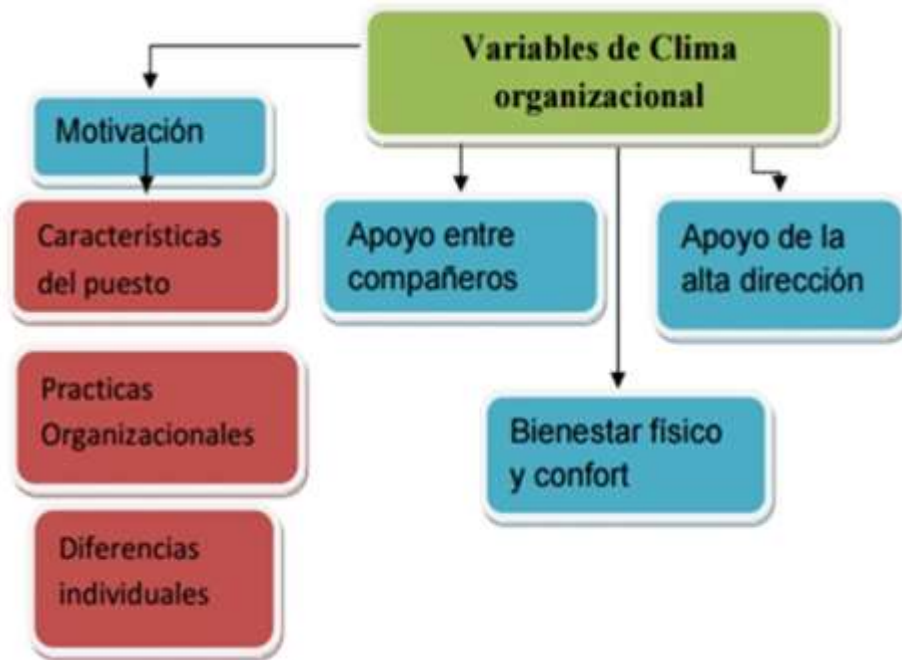 Variables de Clima
organizacional
Motivación
Características
del puesto
Practicas
Organizacionales
Diferencias
individuales
Apoyo entre
compañeros
Apoyo de la
alta dirección
Bienestar físico
y confort